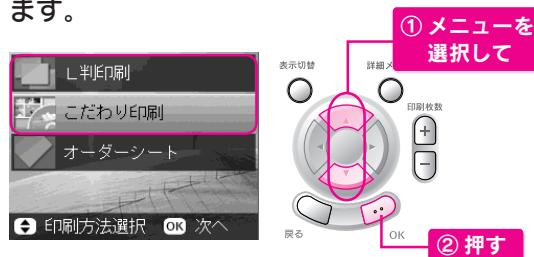 ます。
① メニューを
選択して
L判印刷
こだわり印刷
オーダーシート
印刷方法選択 OK 次へ
表示切替
詳細メ
印刷枚数
+
-
戻る
OK
② 押す